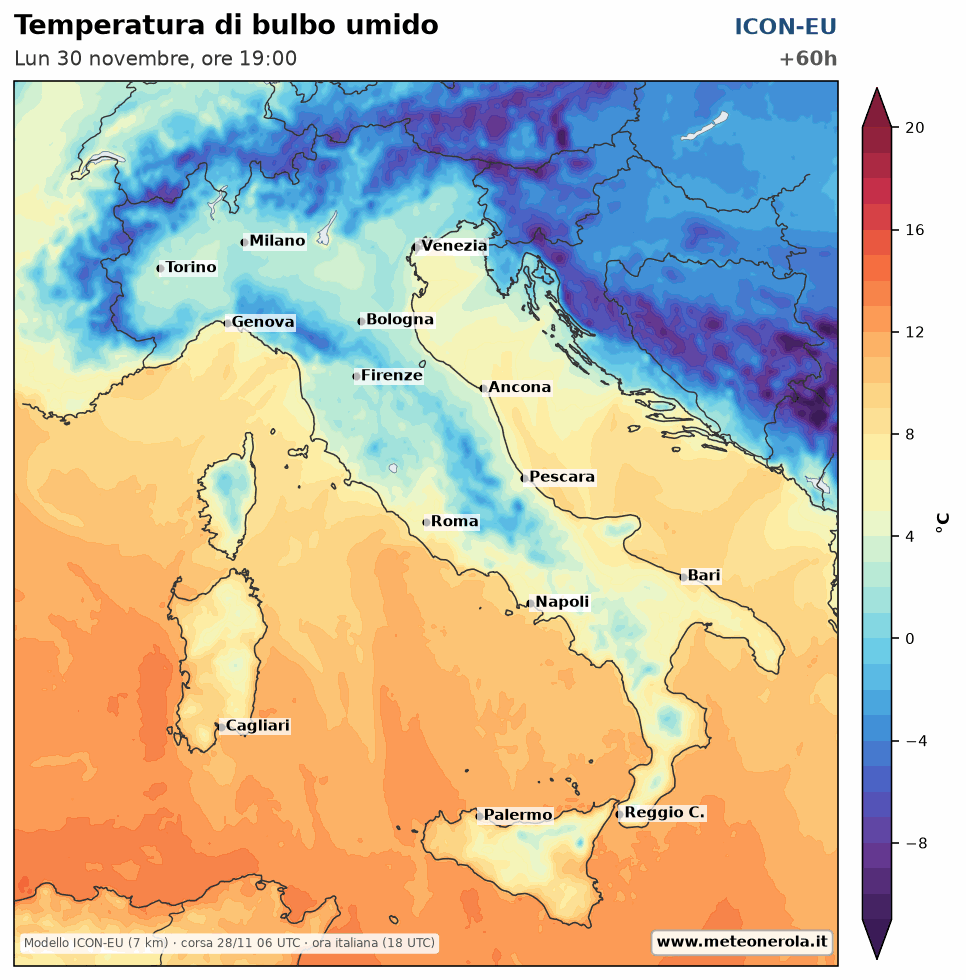 Temperatura di bulbo umido
ICON-EU
Lun 30 novembre, ore 19:00
+60h
20
16
12
8
4
0
−4
−8
°C
Milano
Venezia
Torino
Genova
Bologna
Firenze
Ancona
Pescara
Roma
Bari
Napoli
Cagliari
Palermo
Reggio C.
Modello ICON-EU (7 km) · corsa 28/11 06 UTC · ora italiana (18 UTC)
www.meteonerola.it